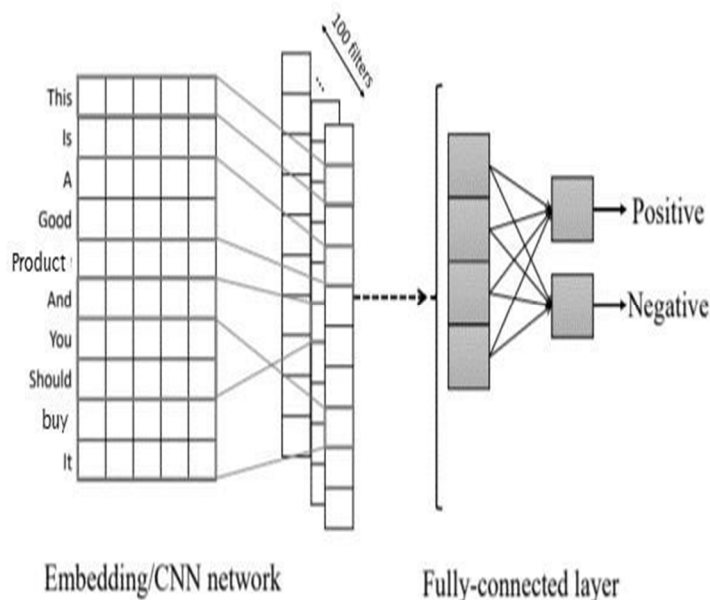 100 filters
...
This
Is
A
Good
Product
And
You
Should
buy
It
Positive
Negative
Embedding/CNN network
Fully-connected layer